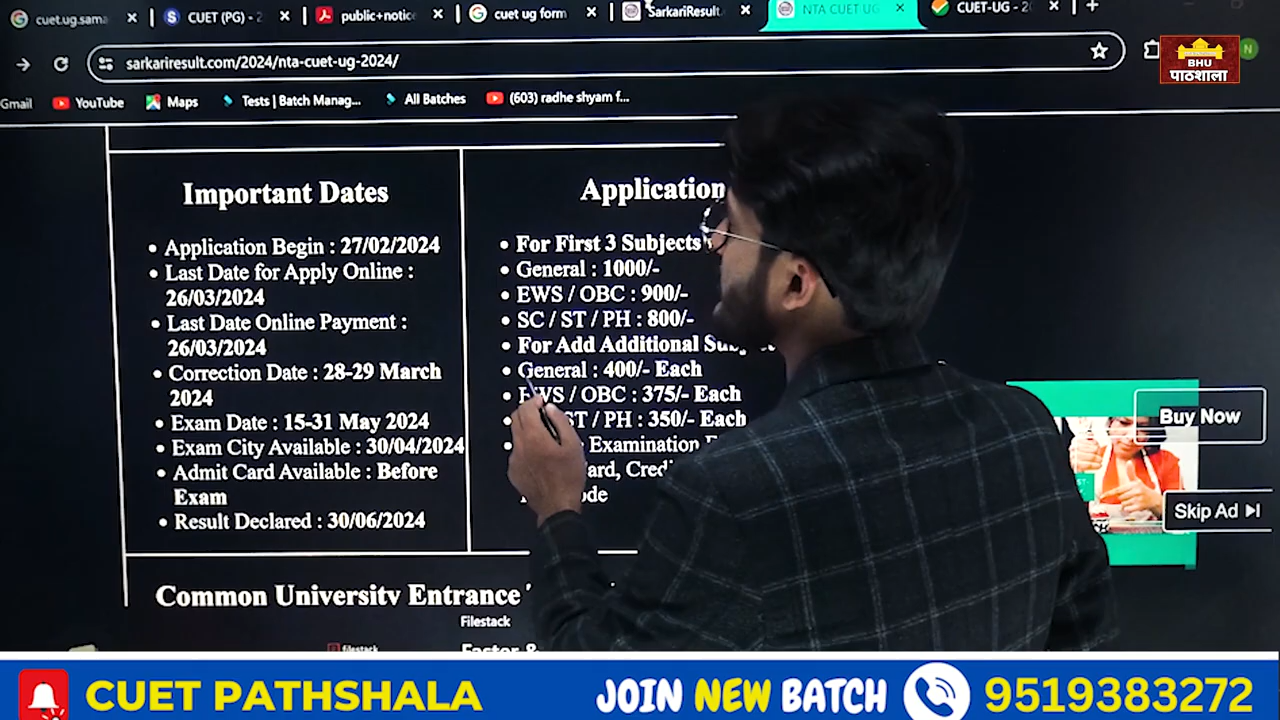 cuet.ug.sama
CUET (PG) - 2
public+notice
cuet ug form
SarkariResult
NTA CUET UG
CUET-UG - 20
sarkariresult.com/2024/nta-cuet-ug-2024/
N
BHU
पाठशाला
Gmail
YouTube
Maps
Tests | Batch Manag...
All Batches
(603) radhe shyam f...
Important Dates
Application Begin : 27/02/2024
Last Date for Apply Online :
26/03/2024
Last Date Online Payment :
26/03/2024
Correction Date : 28-29 March
2024
Exam Date : 15-31 May 2024
Exam City Available : 30/04/2024
Admit Card Available : Before
Exam
Result Declared : 30/06/2024
Application
For First 3 Subjects
General : 1000/-
EWS / OBC : 900/-
SC / ST / PH : 800/-
For Add Additional
General : 400/- Each
EWS / OBC : 375/- Each
ST / PH : 350/- Each
Examination
Buy Now
Skip Ad
Common University Entrance
Filestack
filestack
CUET PATHSHALA
JOIN NEW BATCH
9519383272